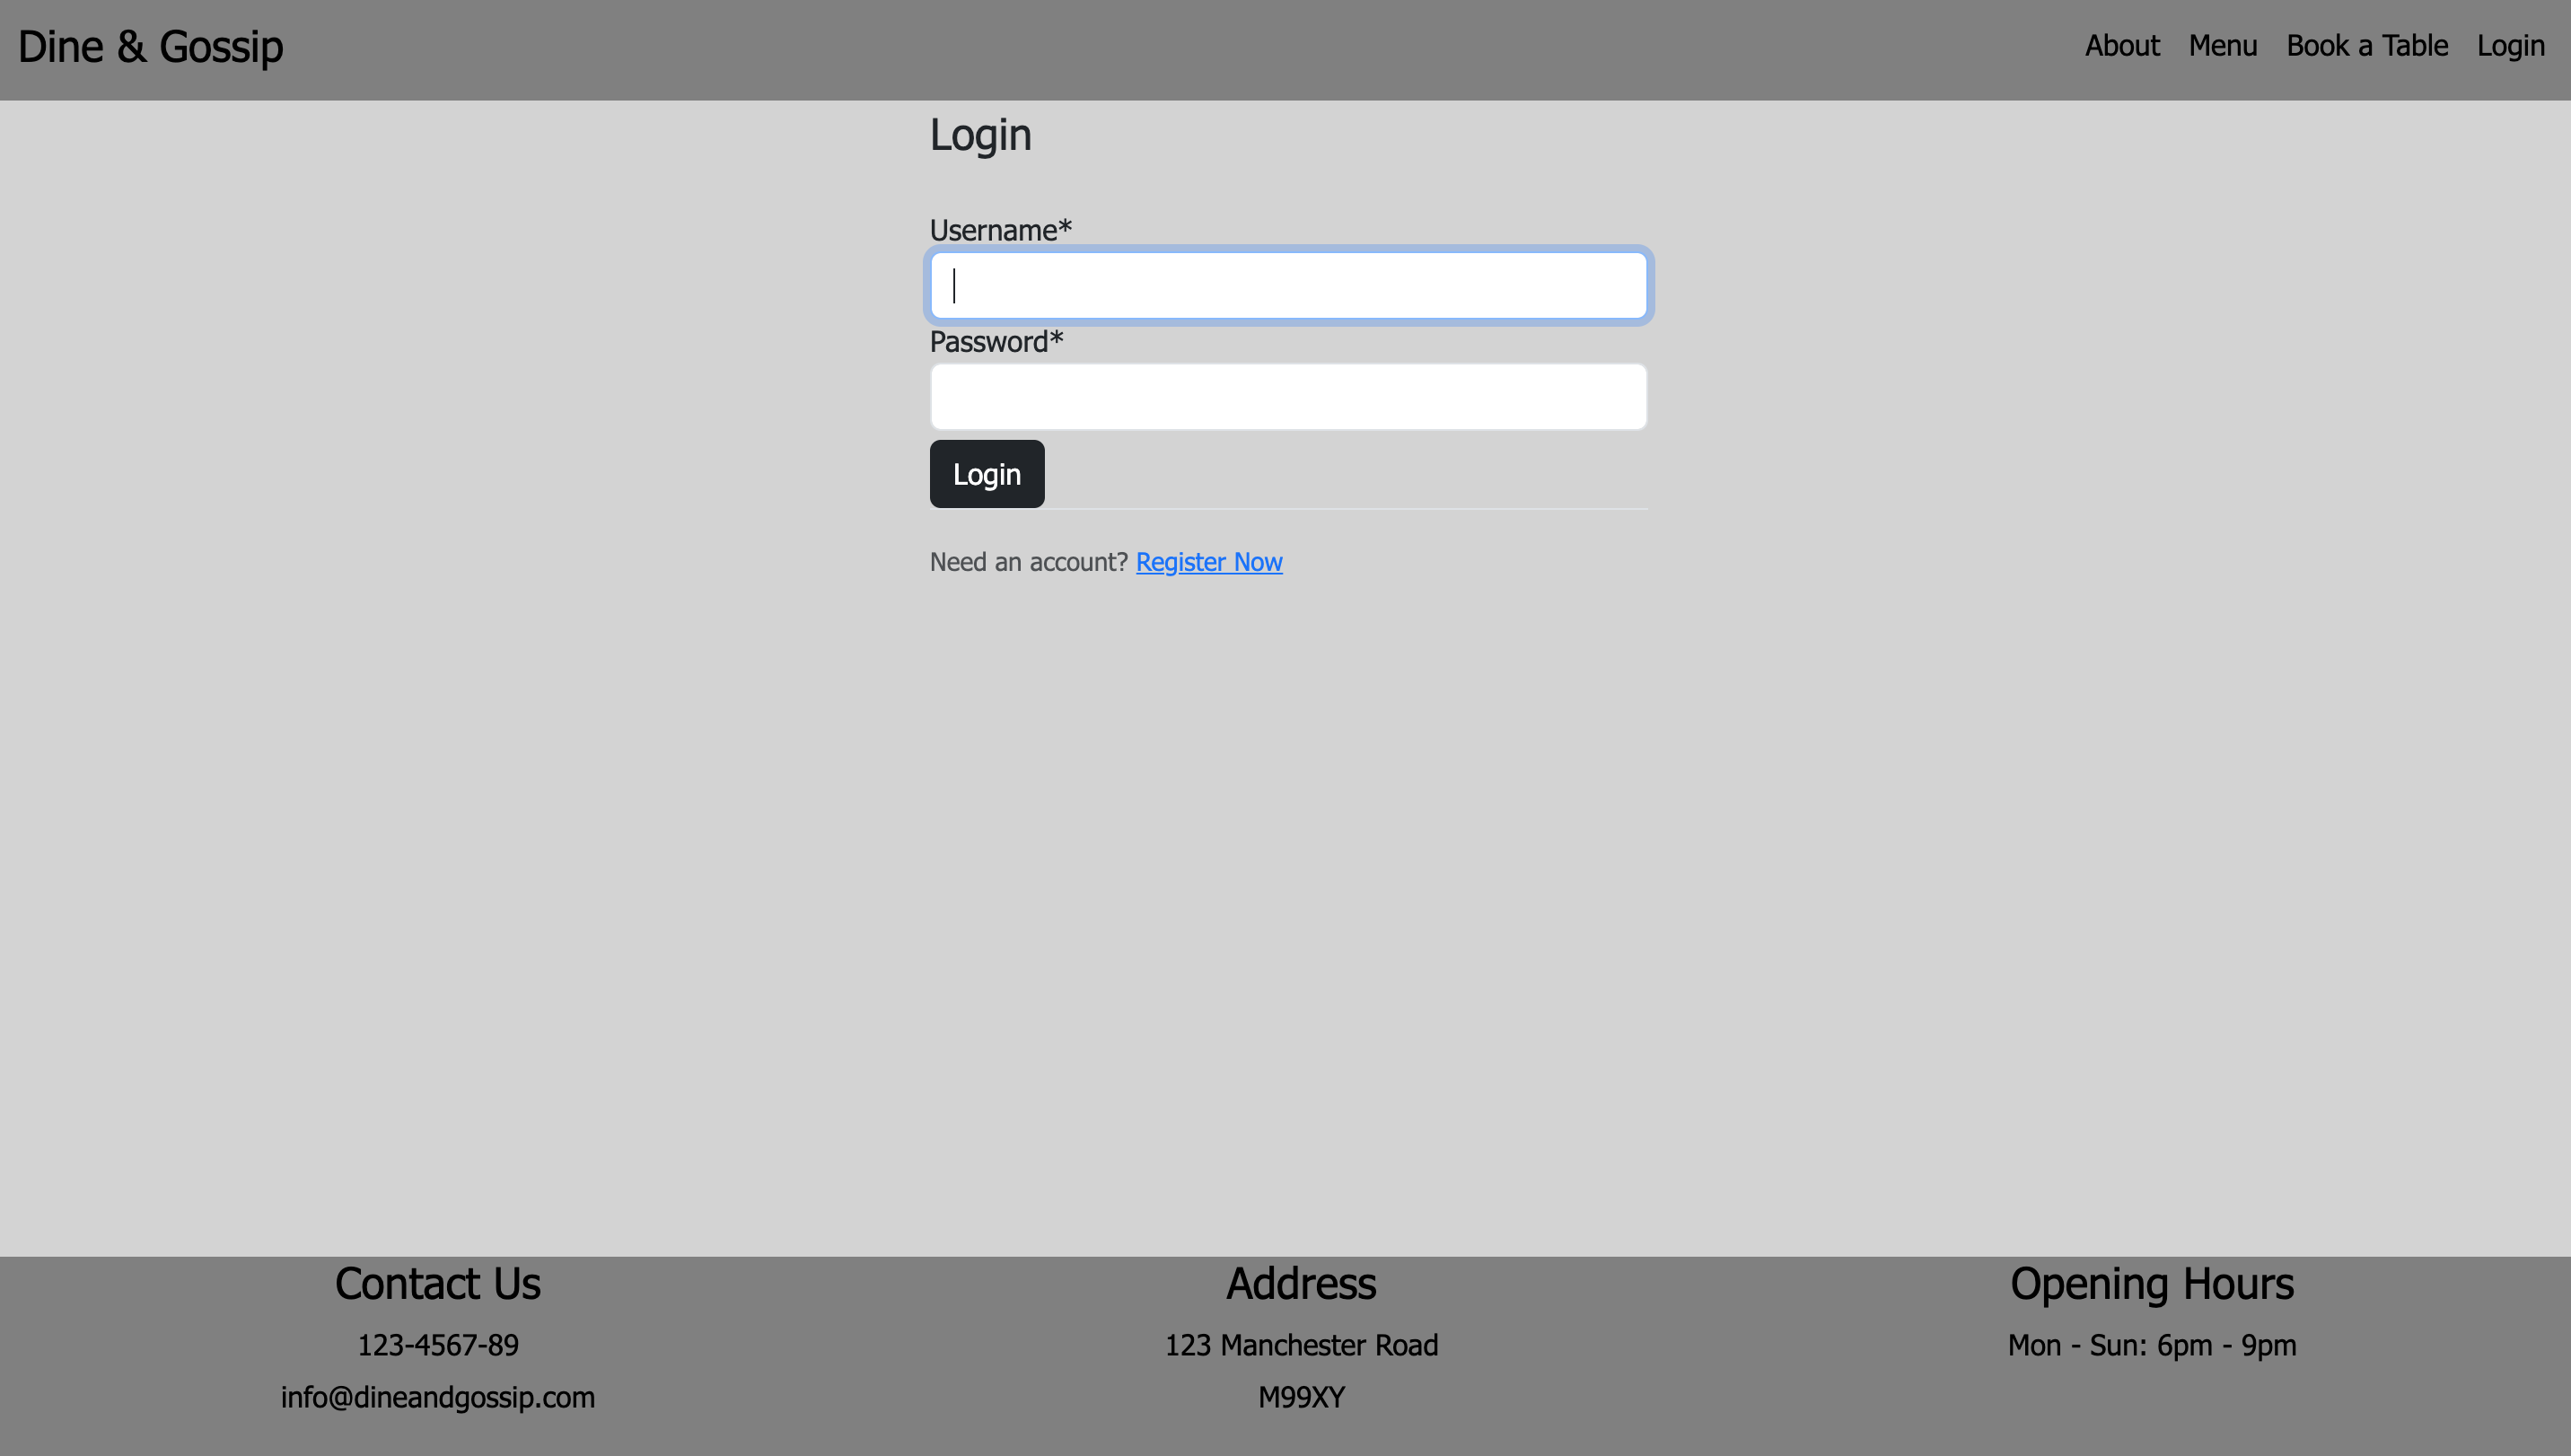 Dine & Gossip
About Menu Book a Table Login
Login
Username*
Password*
Login
Need an account? Register Now
Contact Us
123-4567-89
info@dineandgossip.com
Address
123 Manchester Road
M99XY
Opening Hours
Mon - Sun: 6pm - 9pm